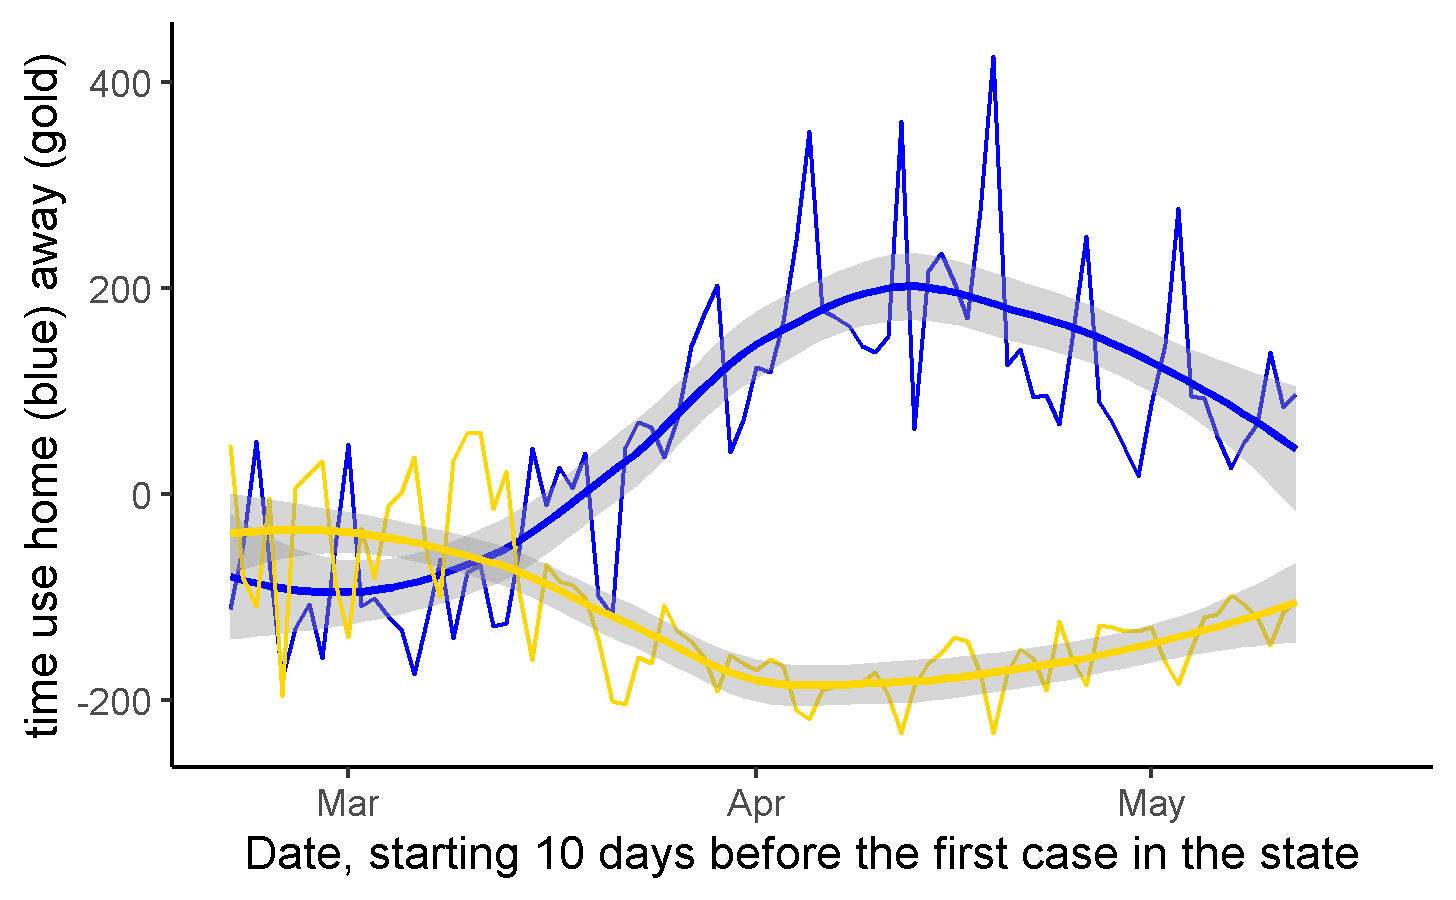 time use home (blue) away (gold)
400
200
0
-200
Mar Apr May
Date, starting 10 days before the first case in the state